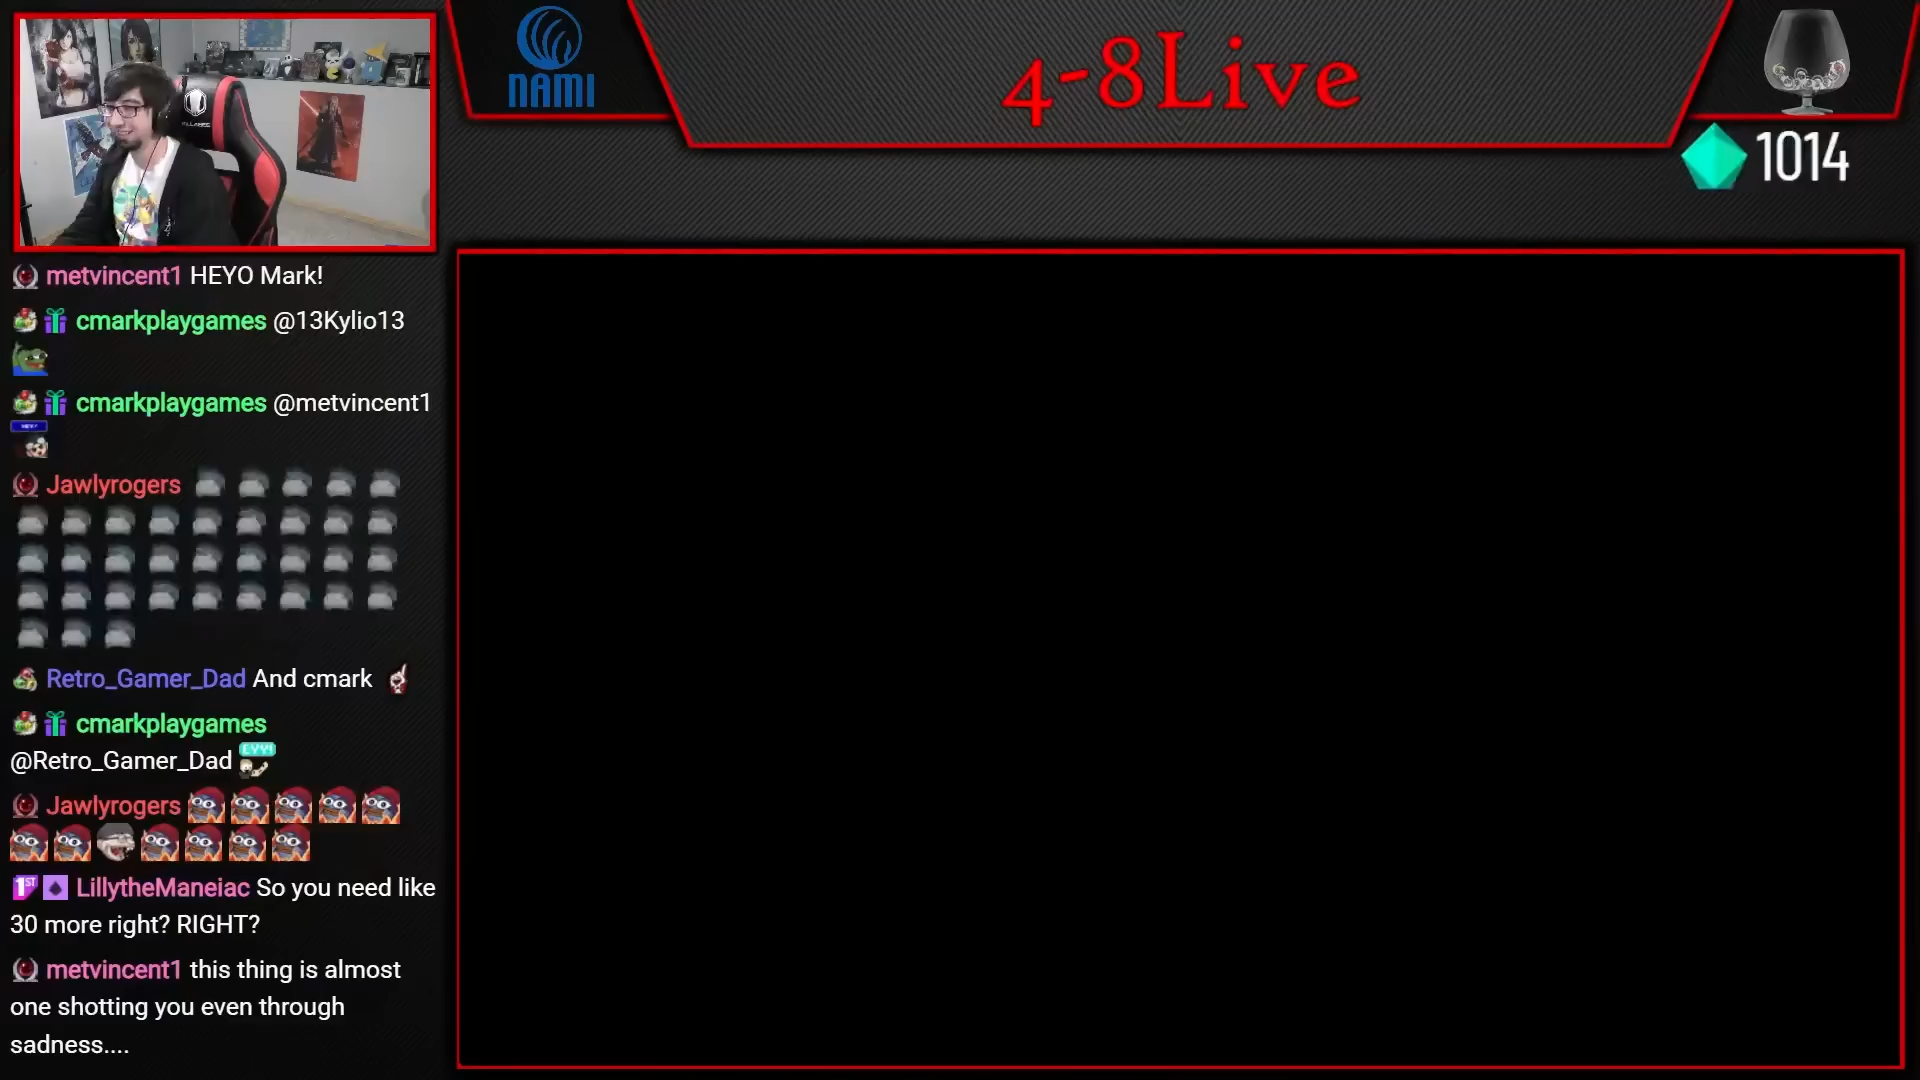 NAMI
4-8Live
1014
metvincent1 HEYO Mark!
cmarkplaygames @13Kylio13
cmarkplaygames @metvincent1
Jawlyrogers
Retro_Gamer_Dad And cmark
cmarkplaygames
@Retro_Gamer_Dad EVY!
Jawlyrogers
1ST LillytheManeiac So you need like
30 more right? RIGHT?
metvincent1 this thing is almost
one shotting you even through
sadness....